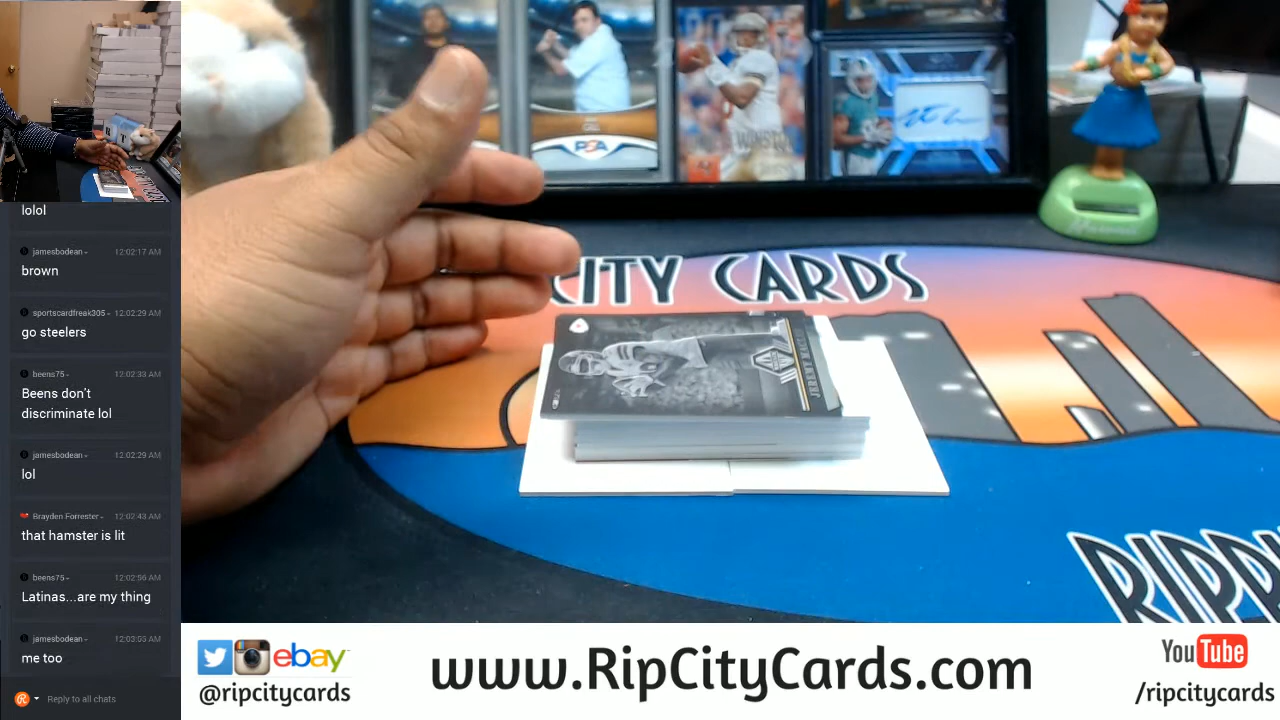 lolol
jamesbodean 12:02:17 AM
brown
sportscardfreak305 12:02:29 AM
go steelers
beens75 12:02:33 AM
Beens don't
discriminate lol
jamesbodean 12:02:29 AM
lol
Brayden Forrester 12:02:43 AM
that hamster is lit
beens75 12:02:56 AM
Latinas...are my thing
jamesbodean 12:03:03 AM
me too
Reply to all chats
PSA
WINSTON
CITY CARDS
JEREMY
RIPP
ebay
@ripcitycards
www.RipCityCards.com
YouTube
/ripcitycards